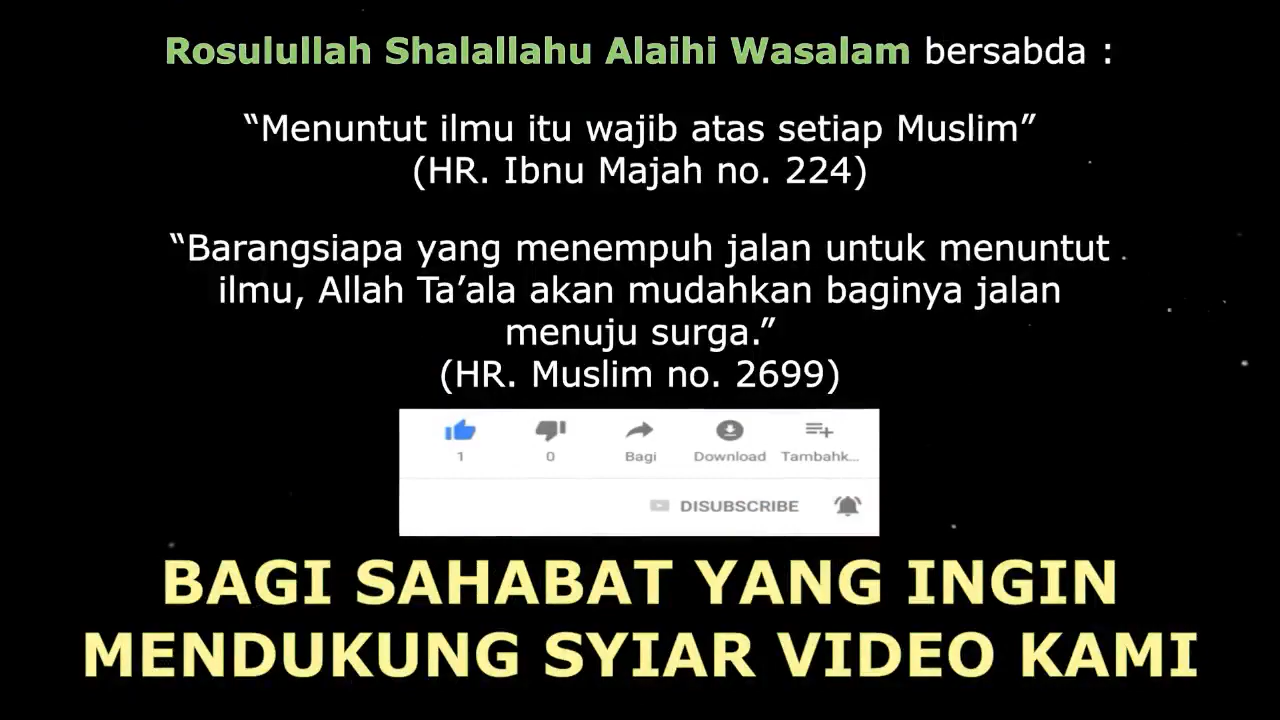 Rosulullah Shalallahu Alaihi Wasalam bersabda :
“Menuntut ilmu itu wajib atas setiap Muslim”
(HR. Ibnu Majah no. 224)
“Barangsiapa yang menempuh jalan untuk menuntut
ilmu, Allah Ta’ala akan mudahkan baginya jalan
menuju surga.”
(HR. Muslim no. 2699)
1 0 Bagi Download Tambahk...
DISUBSCRIBE
BAGI SAHABAT YANG INGIN
MENDUKUNG SYIAR VIDEO KAMI